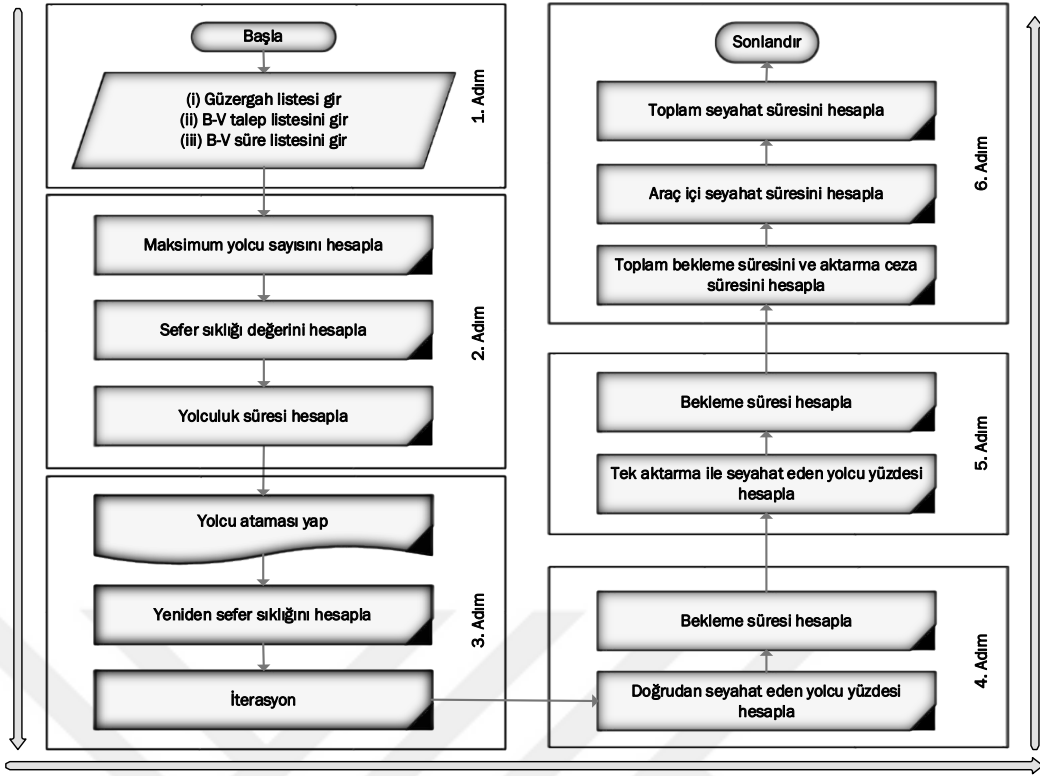 Başla
(i) Güzergah listesi gir
(ii) B-V talep listesini gir
(iii) B-V süre listesini gir
1. Adım
Maksimum yolcu sayısını hesapla
Sefer sıklığı değerini hesapla
Yolculuk süresi hesapla
2. Adım
Yolcu ataması yap
Yeniden sefer sıklığını hesapla
İterasyon
3. Adım
Doğrudan seyahat eden yolcu yüzdesi
hesapla
Bekleme süresi hesapla
4. Adım
Tek aktarma ile seyahat eden yolcu yüzdesi
hesapla
Bekleme süresi hesapla
5. Adım
Toplam bekleme süresini ve aktarma ceza
süresini hesapla
Araç içi seyahat süresini hesapla
Toplam seyahat süresini hesapla
6. Adım
Sonlandır